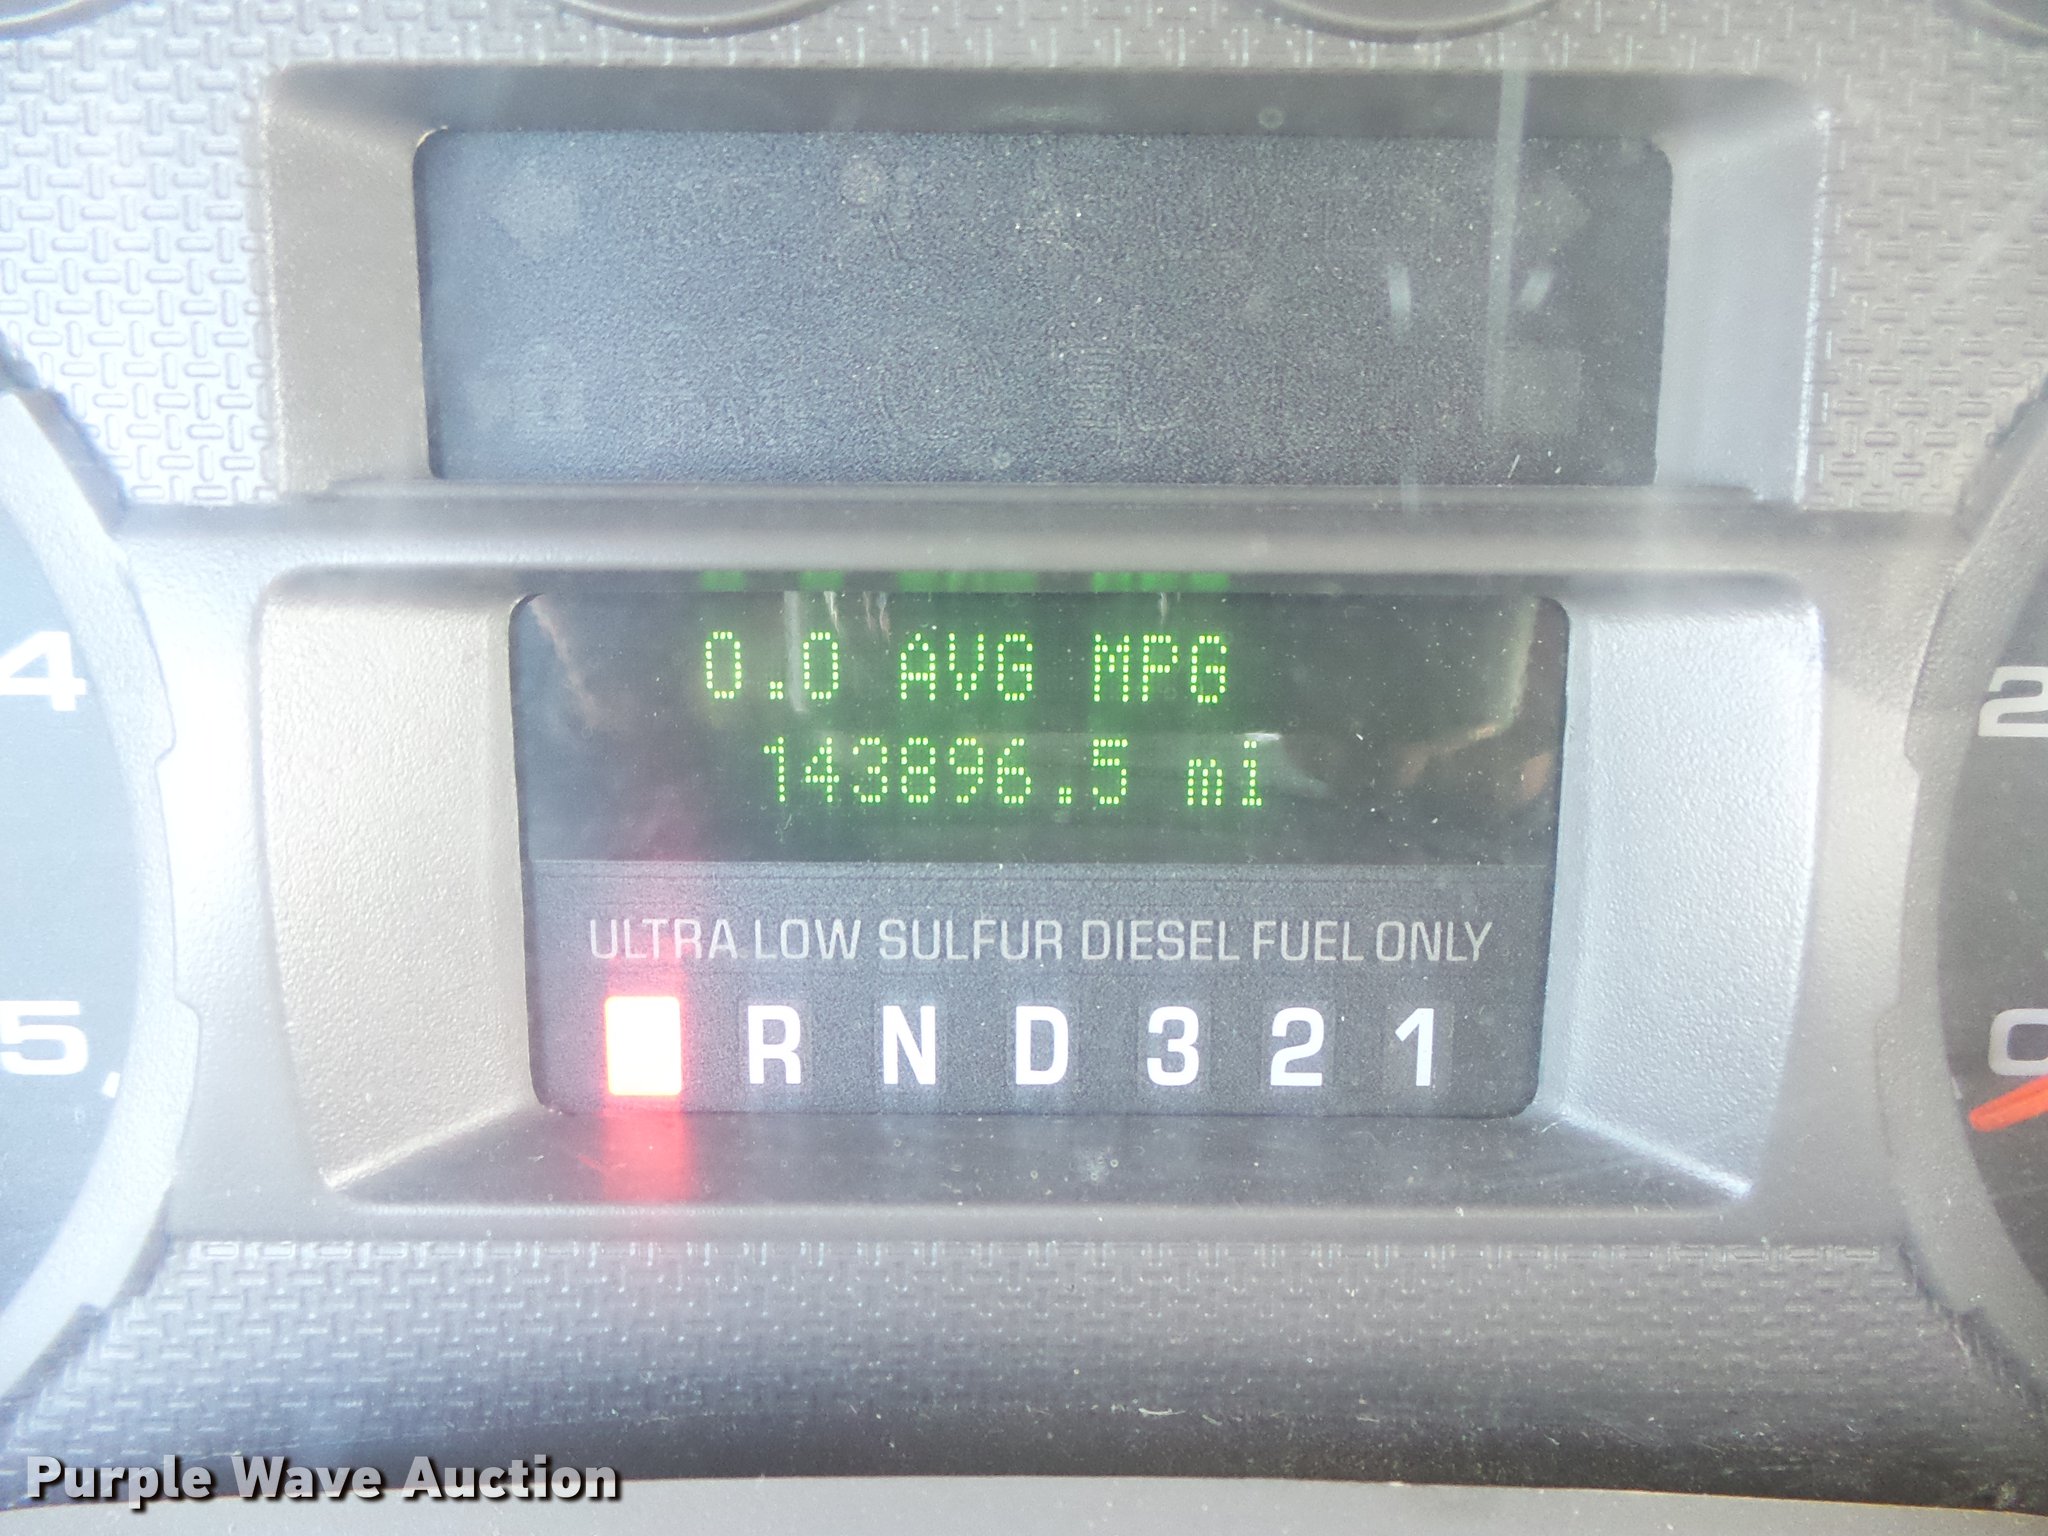 0.0 AVG MPG
143896.5 mi
4
2
ULTRA LOW SULFUR DIESEL FUEL ONLY
R N D 3 2 1
5
0
Purple Wave Auction